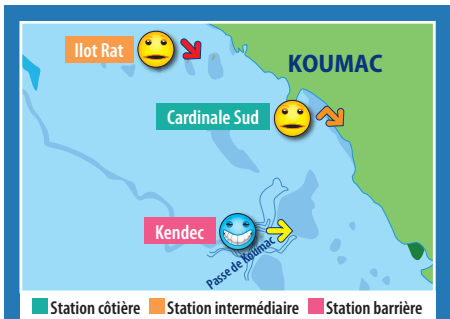 Ilot Rat
KOUMAC
Cardinale Sud
Kendec
Passe de Koumac
Station côtière Station intermédiaire Station barrière